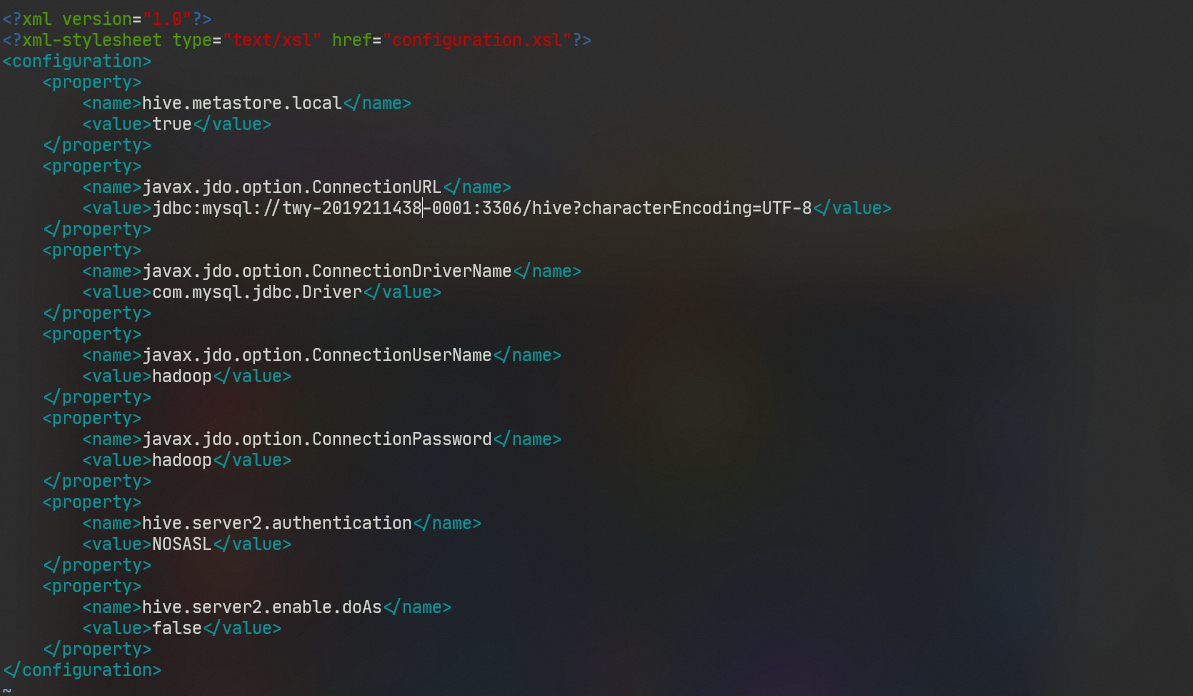 <?xml version="1.0"?>
<?xml-stylesheet type="text/xsl" href="configuration.xsl"?>
<configuration>
    <property>
        <name>hive.metastore.local</name>
        <value>true</value>
    </property>
    <property>
        <name>javax.jdo.option.ConnectionURL</name>
        <value>jdbc:mysql://twy-2019211438-0001:3306/hive?characterEncoding=UTF-8</value>
    </property>
    <property>
        <name>javax.jdo.option.ConnectionDriverName</name>
        <value>com.mysql.jdbc.Driver</value>
    </property>
    <property>
        <name>javax.jdo.option.ConnectionUserName</name>
        <value>hadoop</value>
    </property>
    <property>
        <name>javax.jdo.option.ConnectionPassword</name>
        <value>hadoop</value>
    </property>
    <property>
        <name>hive.server2.authentication</name>
        <value>NOSASL</value>
    </property>
    <property>
        <name>hive.server2.enable.doAs</name>
        <value>false</value>
    </property>
</configuration>
~